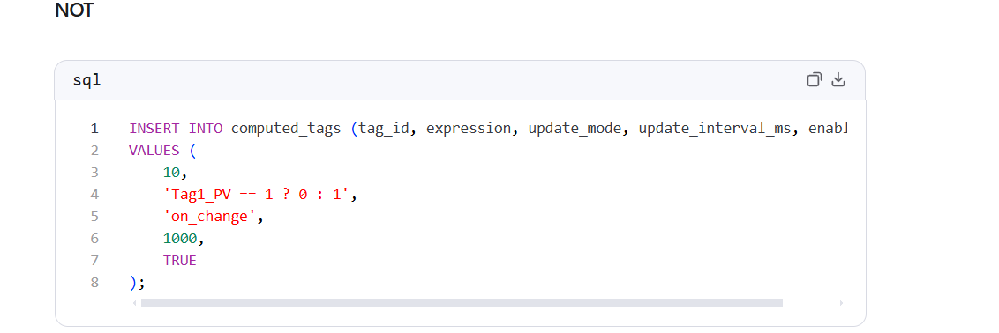 NOT
sql
1 INSERT INTO computed_tags (tag_id, expression, update_mode, update_interval_ms, enabl
2 VALUES (
3 10,
4 'Tag1_PV == 1 ? 0 : 1',
5 'on_change',
6 1000,
7 TRUE
8 );